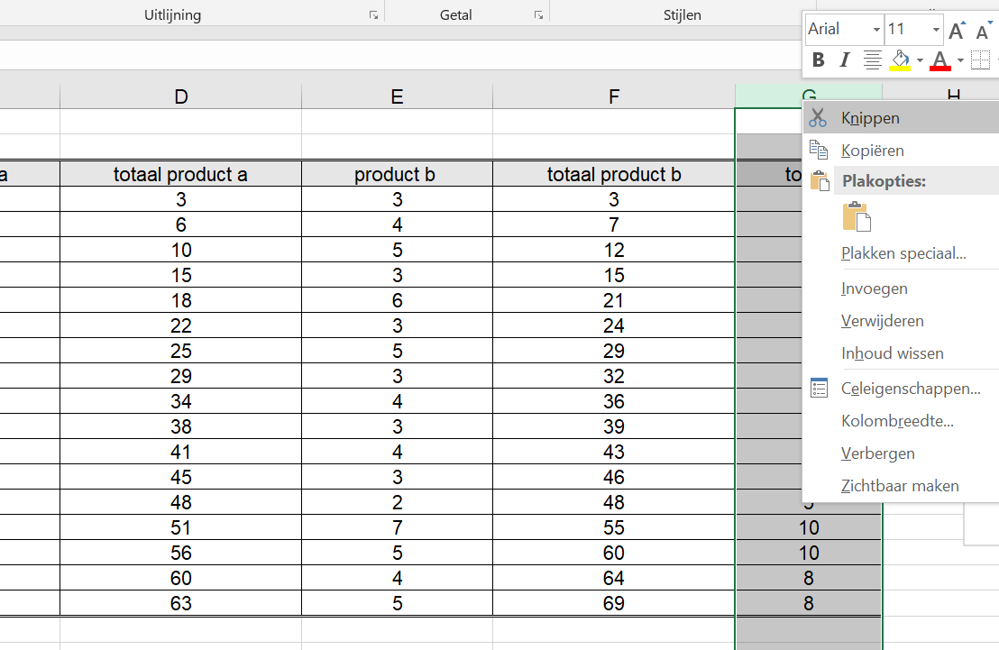 Uitlijning Getal Stijlen
Arial 11 A A
B I A
D E F G H
Knippen
Kopiëren
Plakopties:
Plakken speciaal...
Invoegen
Verwijderen
Inhoud wissen
Celeigenschappen...
Kolombreedte...
Verbergen
Zichtbaar maken
a totaal product a product b totaal product b to
3 3 3
6 4 7
10 5 12
15 3 15
18 6 21
22 3 24
25 5 29
29 3 32
34 4 36
38 3 39
41 4 43
45 3 46
48 2 48
51 7 55 10
56 5 60 10
60 4 64 8
63 5 69 8